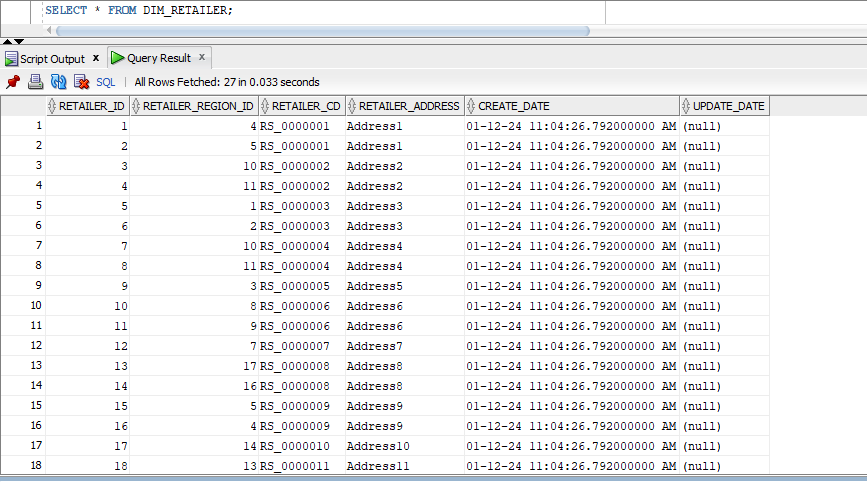 SELECT * FROM DIM_RETAILER;
Script Output x Query Result x
SQL | All Rows Fetched: 27 in 0.033 seconds
RETAILER_ID RETAILER_REGION_ID RETAILER_CD RETAILER_ADDRESS CREATE_DATE UPDATE_DATE
1 1 4 RS_0000001 Address1 01-12-24 11:04:26.792000000 AM (null)
2 2 5 RS_0000001 Address1 01-12-24 11:04:26.792000000 AM (null)
3 3 10 RS_0000002 Address2 01-12-24 11:04:26.792000000 AM (null)
4 4 11 RS_0000002 Address2 01-12-24 11:04:26.792000000 AM (null)
5 5 1 RS_0000003 Address3 01-12-24 11:04:26.792000000 AM (null)
6 6 2 RS_0000003 Address3 01-12-24 11:04:26.792000000 AM (null)
7 7 10 RS_0000004 Address4 01-12-24 11:04:26.792000000 AM (null)
8 8 11 RS_0000004 Address4 01-12-24 11:04:26.792000000 AM (null)
9 9 3 RS_0000005 Address5 01-12-24 11:04:26.792000000 AM (null)
10 10 8 RS_0000006 Address6 01-12-24 11:04:26.792000000 AM (null)
11 11 9 RS_0000006 Address6 01-12-24 11:04:26.792000000 AM (null)
12 12 7 RS_0000007 Address7 01-12-24 11:04:26.792000000 AM (null)
13 13 17 RS_0000008 Address8 01-12-24 11:04:26.792000000 AM (null)
14 14 16 RS_0000008 Address8 01-12-24 11:04:26.792000000 AM (null)
15 15 5 RS_0000009 Address9 01-12-24 11:04:26.792000000 AM (null)
16 16 4 RS_0000009 Address9 01-12-24 11:04:26.792000000 AM (null)
17 17 14 RS_0000010 Address10 01-12-24 11:04:26.792000000 AM (null)
18 18 13 RS_0000011 Address11 01-12-24 11:04:26.792000000 AM (null)